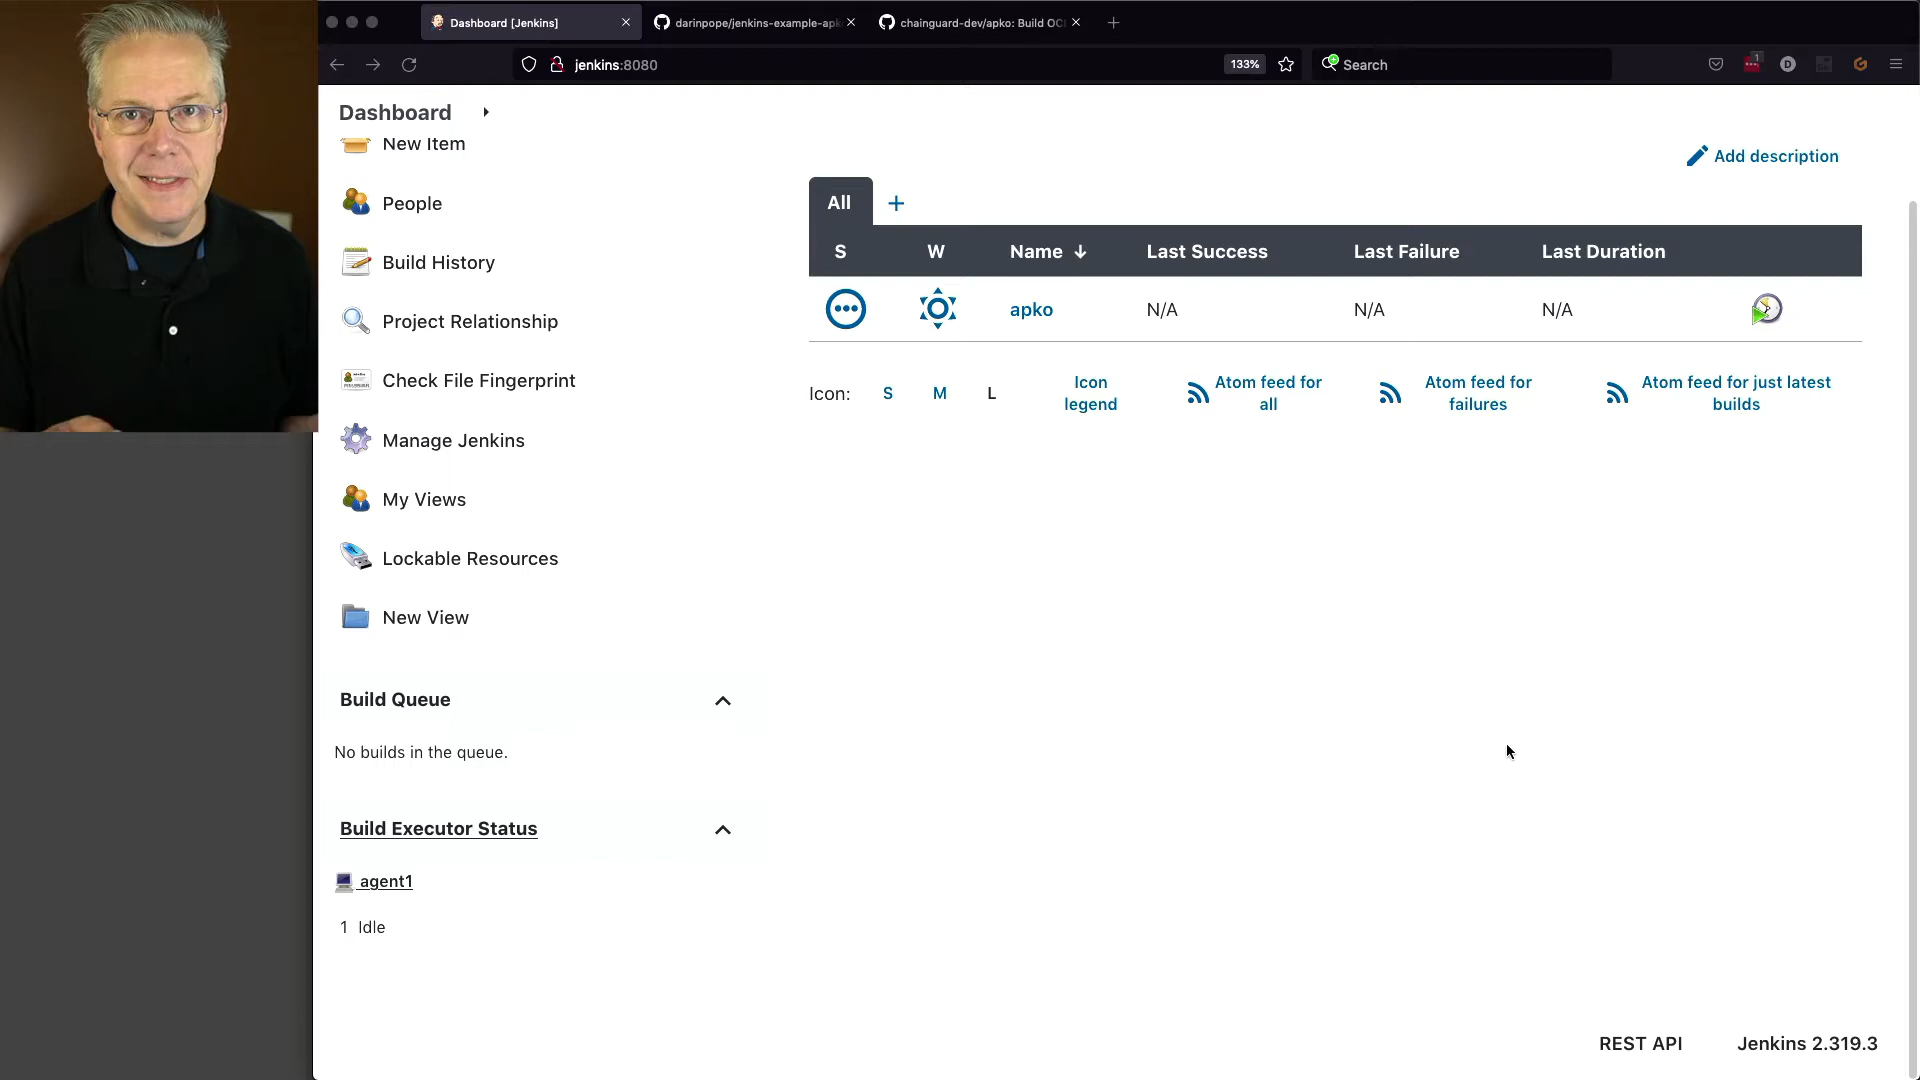 Dashboard [Jenkins]
darinpope/jenkins-example-apk
chainguard-dev/apko: Build OC
jenkins:8080
133%
Search
1
D
Dashboard
New Item
People
Build History
Project Relationship
Check File Fingerprint
Manage Jenkins
My Views
Lockable Resources
New View
Build Queue
No builds in the queue.
Build Executor Status
agent1
1 Idle
Add description
All +
S W Name ↓ Last Success Last Failure Last Duration
apko N/A N/A N/A
Icon: S M L
Icon
legend
Atom feed for
all
Atom feed for
failures
Atom feed for just latest
builds
REST API Jenkins 2.319.3